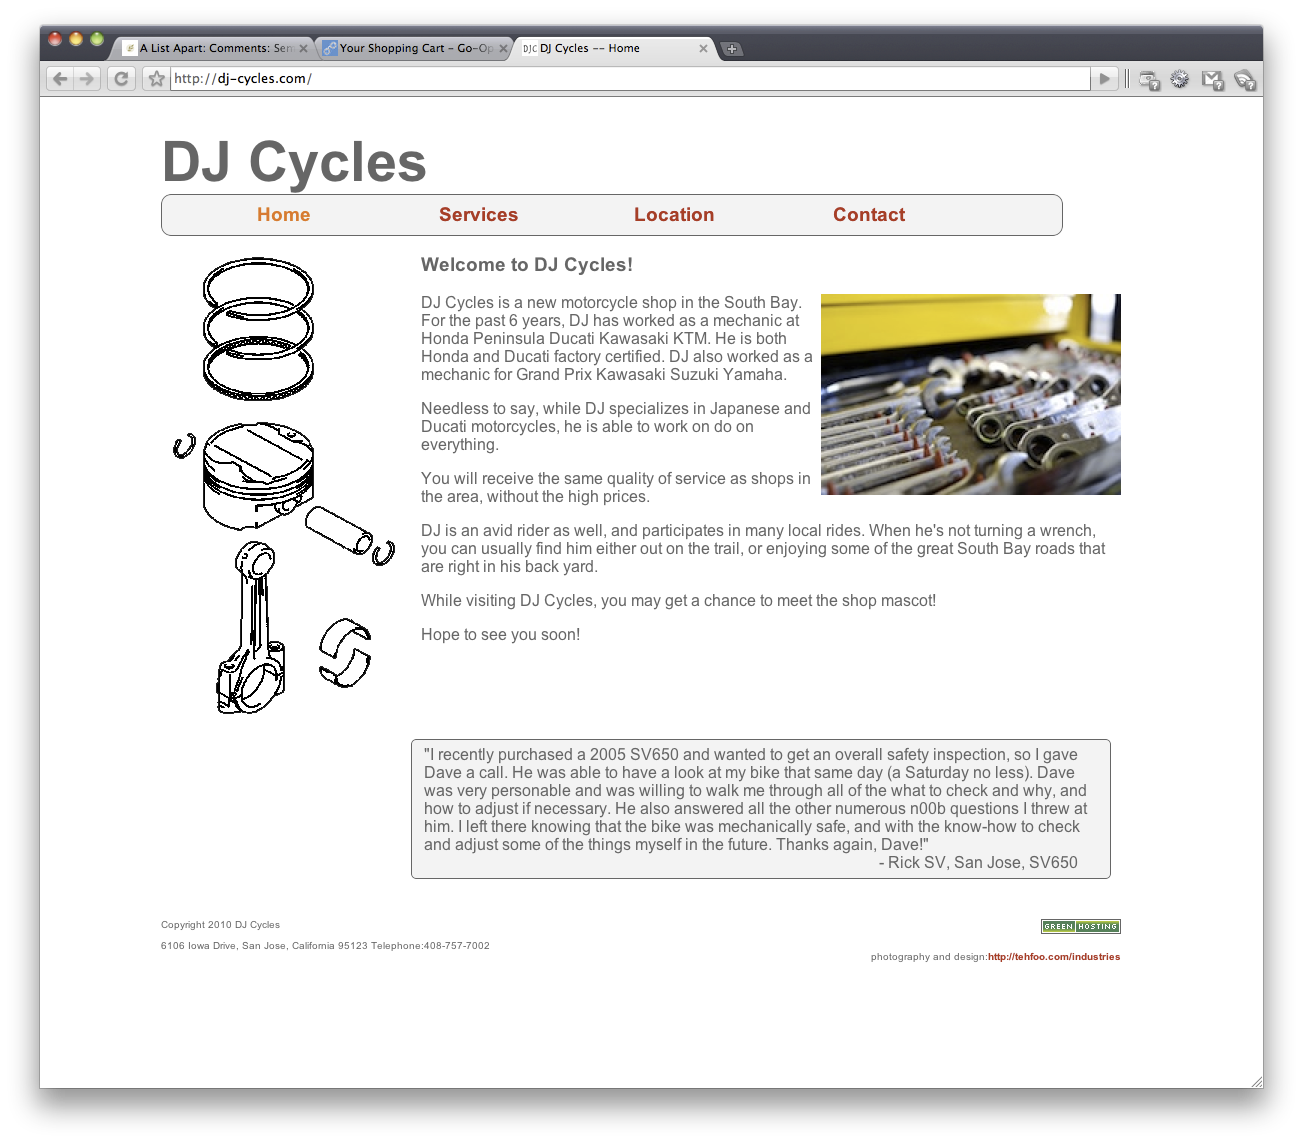 A List Apart: Comments: Sen
Your Shopping Cart – Go-Op
DJC DJ Cycles -- Home
http://dj-cycles.com/
DJ Cycles
Home Services Location Contact
Welcome to DJ Cycles!
DJ Cycles is a new motorcycle shop in the South Bay.
For the past 6 years, DJ has worked as a mechanic at
Honda Peninsula Ducati Kawasaki KTM. He is both
Honda and Ducati factory certified. DJ also worked as a
mechanic for Grand Prix Kawasaki Suzuki Yamaha.
Needless to say, while DJ specializes in Japanese and
Ducati motorcycles, he is able to work on do on
everything.
You will receive the same quality of service as shops in
the area, without the high prices.
DJ is an avid rider as well, and participates in many local rides. When he's not turning a wrench,
you can usually find him either out on the trail, or enjoying some of the great South Bay roads that
are right in his back yard.
While visiting DJ Cycles, you may get a chance to meet the shop mascot!
Hope to see you soon!
"I recently purchased a 2005 SV650 and wanted to get an overall safety inspection, so I gave
Dave a call. He was able to have a look at my bike that same day (a Saturday no less). Dave
was very personable and was willing to walk me through all of the what to check and why, and
how to adjust if necessary. He also answered all the other numerous n00b questions I threw at
him. I left there knowing that the bike was mechanically safe, and with the know-how to check
and adjust some of the things myself in the future. Thanks again, Dave!"
- Rick SV, San Jose, SV650
Copyright 2010 DJ Cycles
GREEN HOSTING
6106 Iowa Drive, San Jose, California 95123 Telephone:408-757-7002
photography and design:http://tehfoo.com/industries